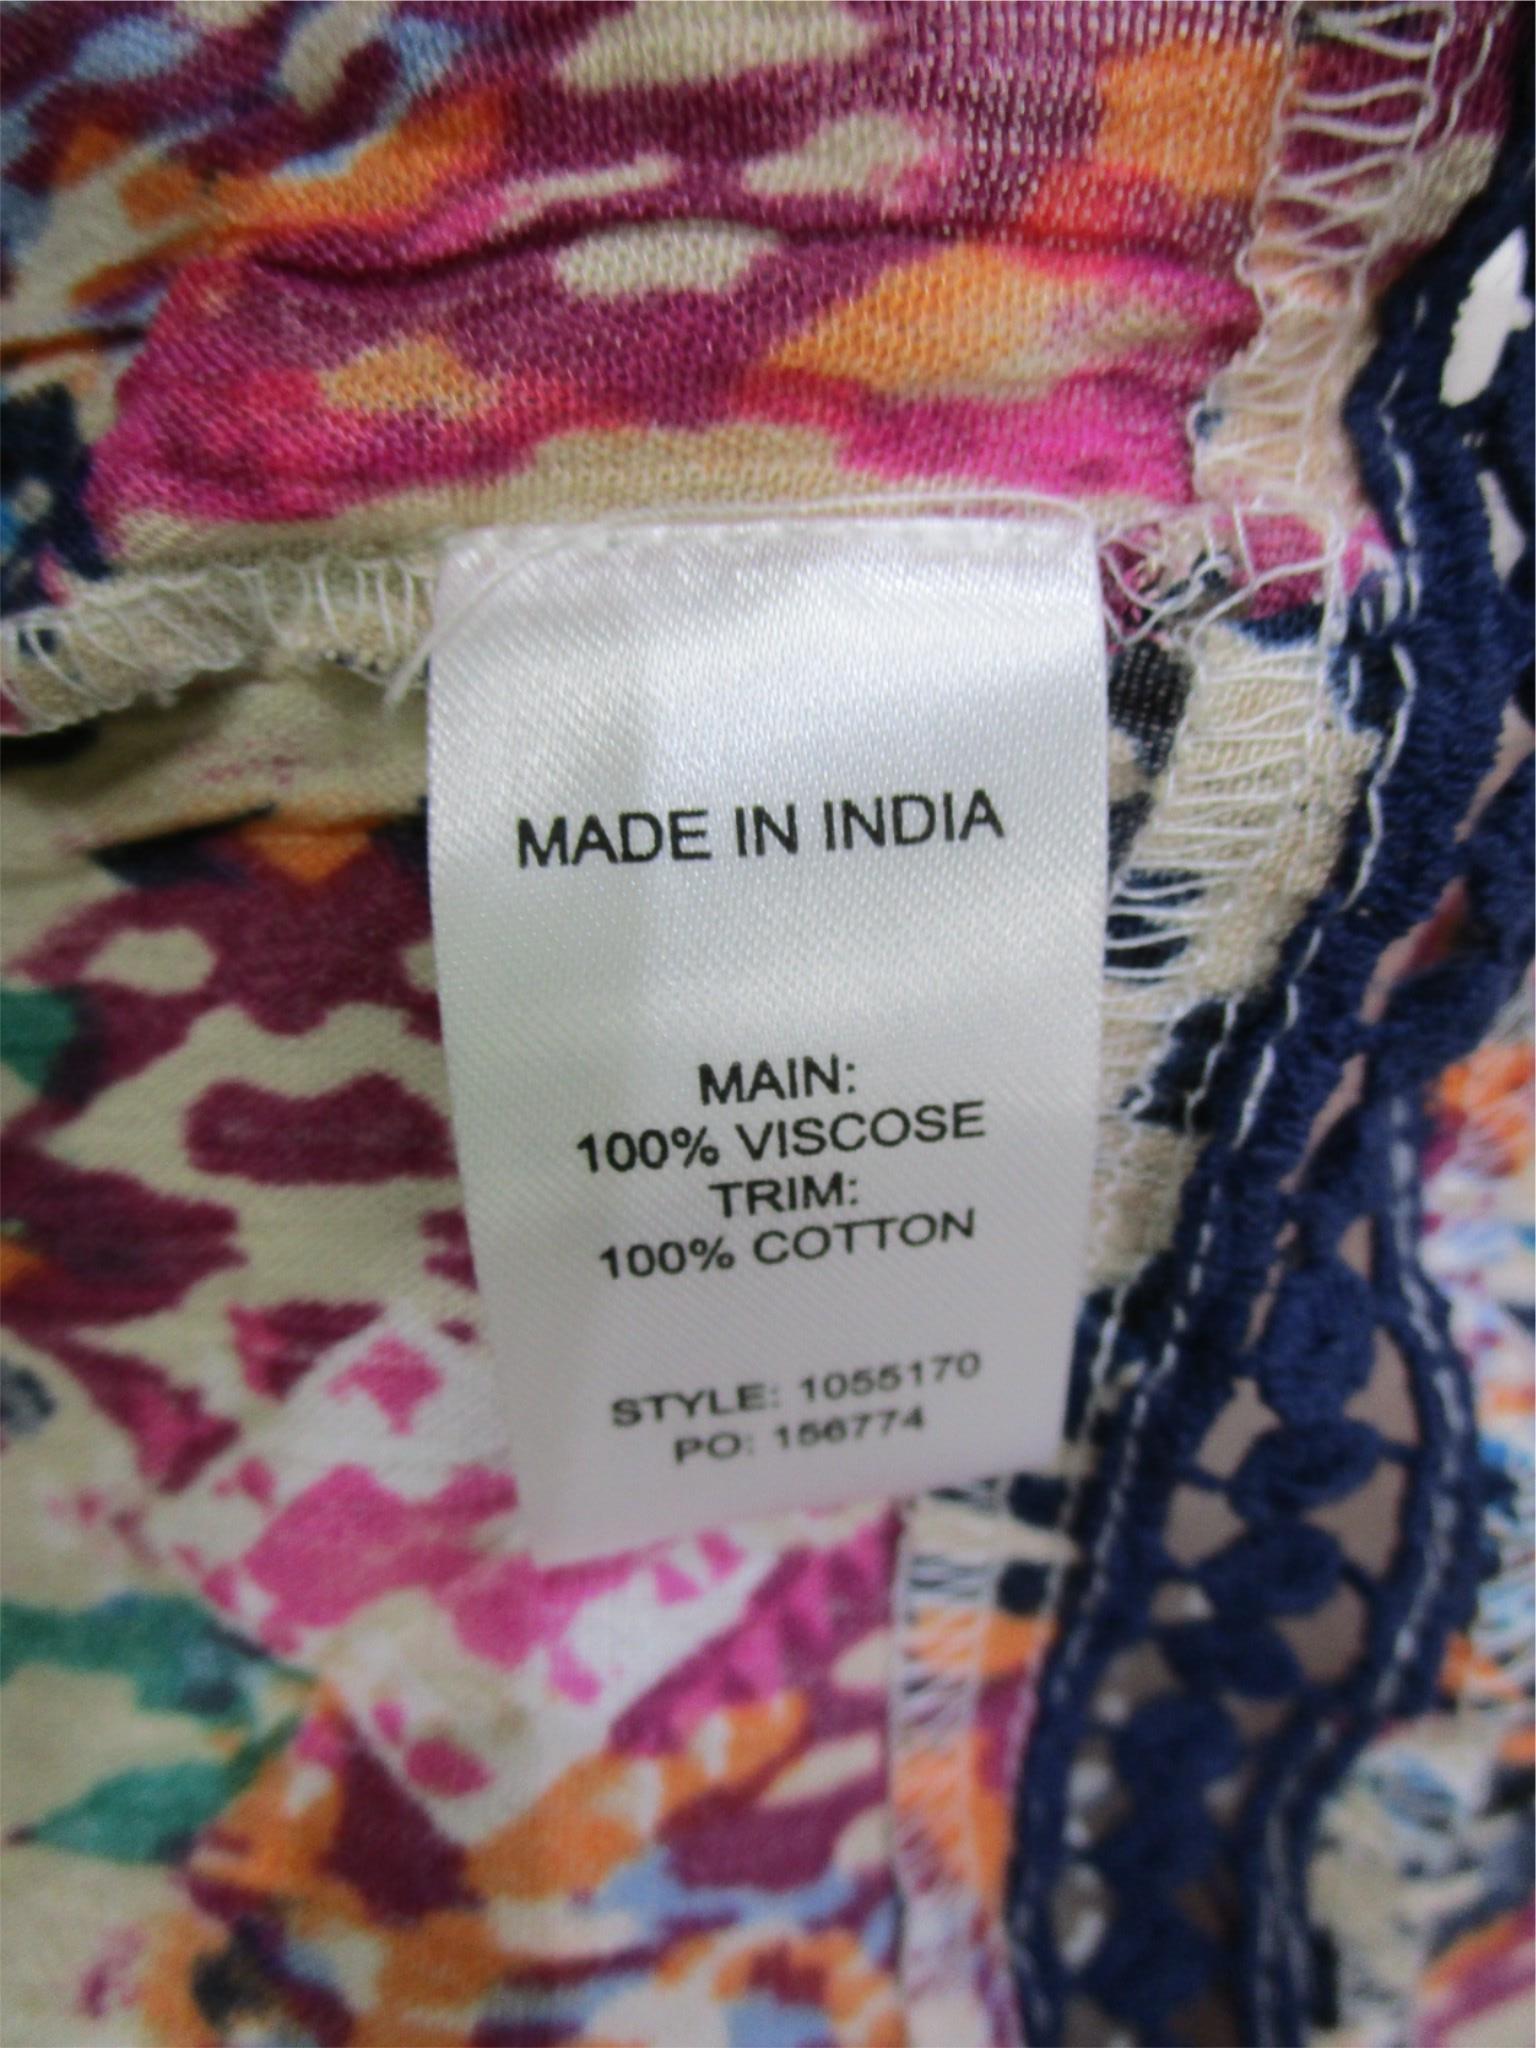 MADE IN INDIA
MAIN:
100% VISCOSE
TRIM:
100% COTTON
STYLE: 1055170
PO: 156774